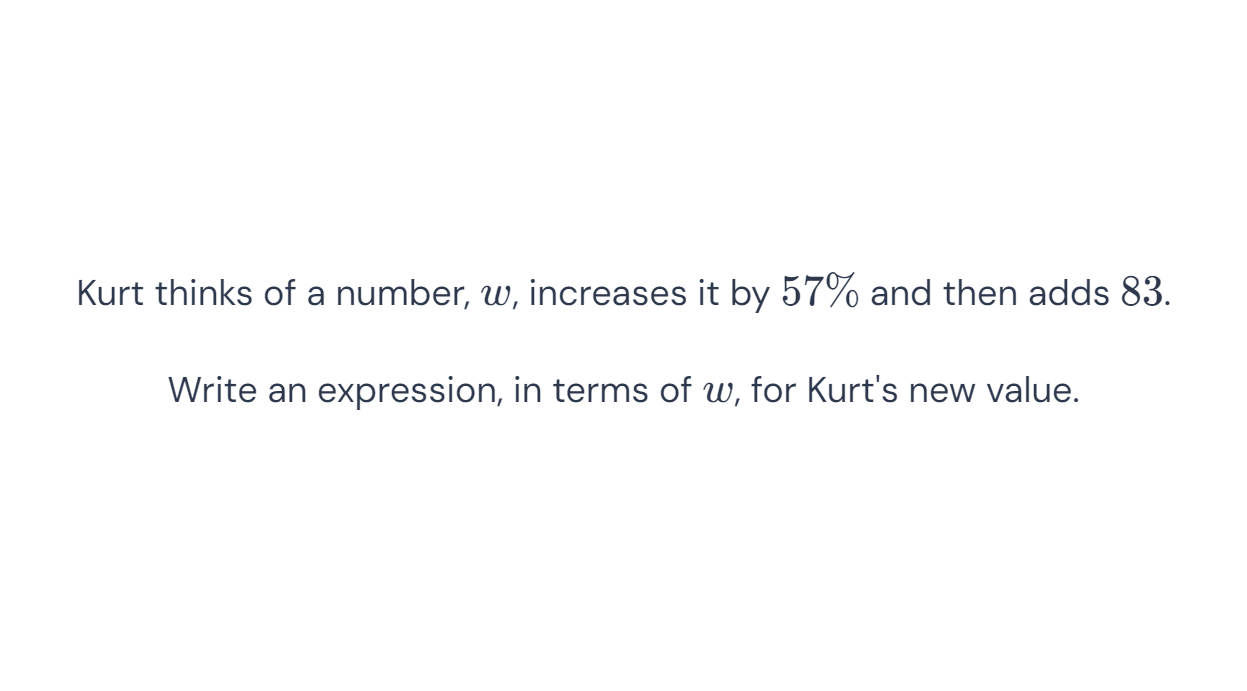 Kurt thinks of a number, w, increases it by 57% and then adds 83.
Write an expression, in terms of w, for Kurt's new value.